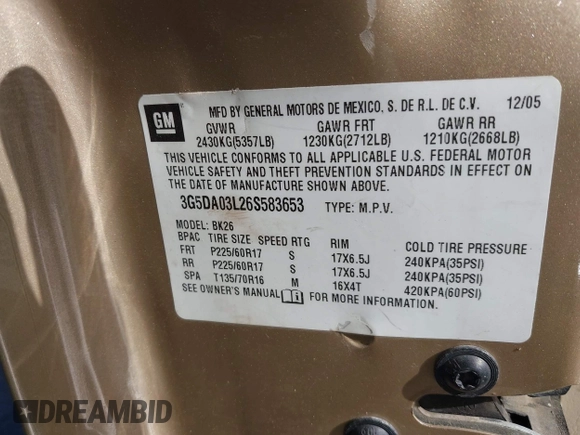 GM
MFD BY GENERAL MOTORS DE MEXICO, S. DE R.L. DE C.V. 12/05
GVWR GAWR FRT GAWR RR
2430KG(5357LB) 1230KG(2712LB) 1210KG(2668LB)
THIS VEHICLE CONFORMS TO ALL APPLICABLE U.S. FEDERAL MOTOR
VEHICLE SAFETY AND THEFT PREVENTION STANDARDS IN EFFECT ON
THE DATE OF MANUFACTURE SHOWN ABOVE.
3G5DA03L26S583653 TYPE: M.P.V.
MODEL: BK26
BPAC TIRE SIZE SPEED RTG RIM COLD TIRE PRESSURE
FRT P225/60R17 S 17X6.5J 240KPA(35PSI)
RR P225/60R17 S 17X6.5J 240KPA(35PSI)
SPA T135/70R16 M 16X4T 420KPA(60PSI)
SEE OWNER'S MANUAL FOR MORE INFORMATION.
DREAMBID